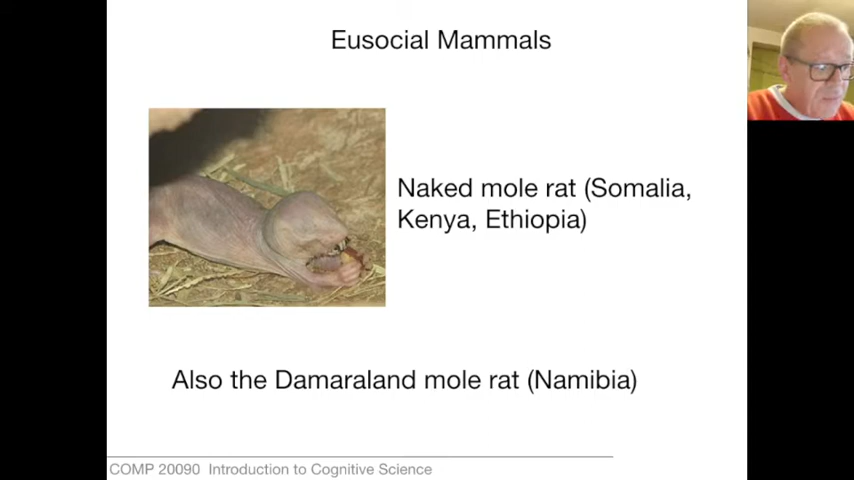 Eusocial Mammals
Naked mole rat (Somalia,
Kenya, Ethiopia)
Also the Damaraland mole rat (Namibia)
COMP 20090 Introduction to Cognitive Science